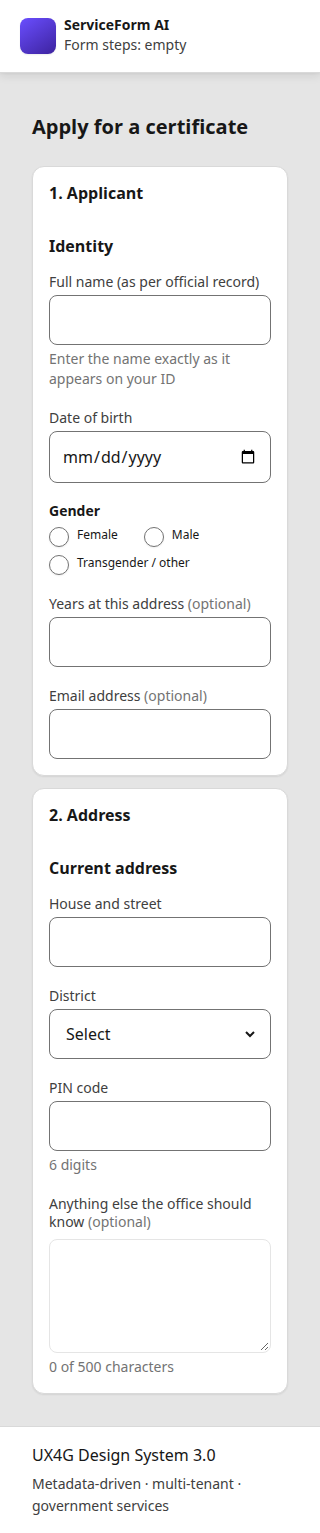 ServiceForm AI
Form steps: empty
Apply for a certificate
1. Applicant
Identity
Full name (as per official record)
Enter the name exactly as it
appears on your ID
Date of birth
mm/dd/yyyy
Gender
Female
Male
Transgender / other
Years at this address (optional)
Email address (optional)
2. Address
Current address
House and street
District
Select
PIN code
6 digits
Anything else the office should
know (optional)
0 of 500 characters
UX4G Design System 3.0
Metadata-driven · multi-tenant ·
government services